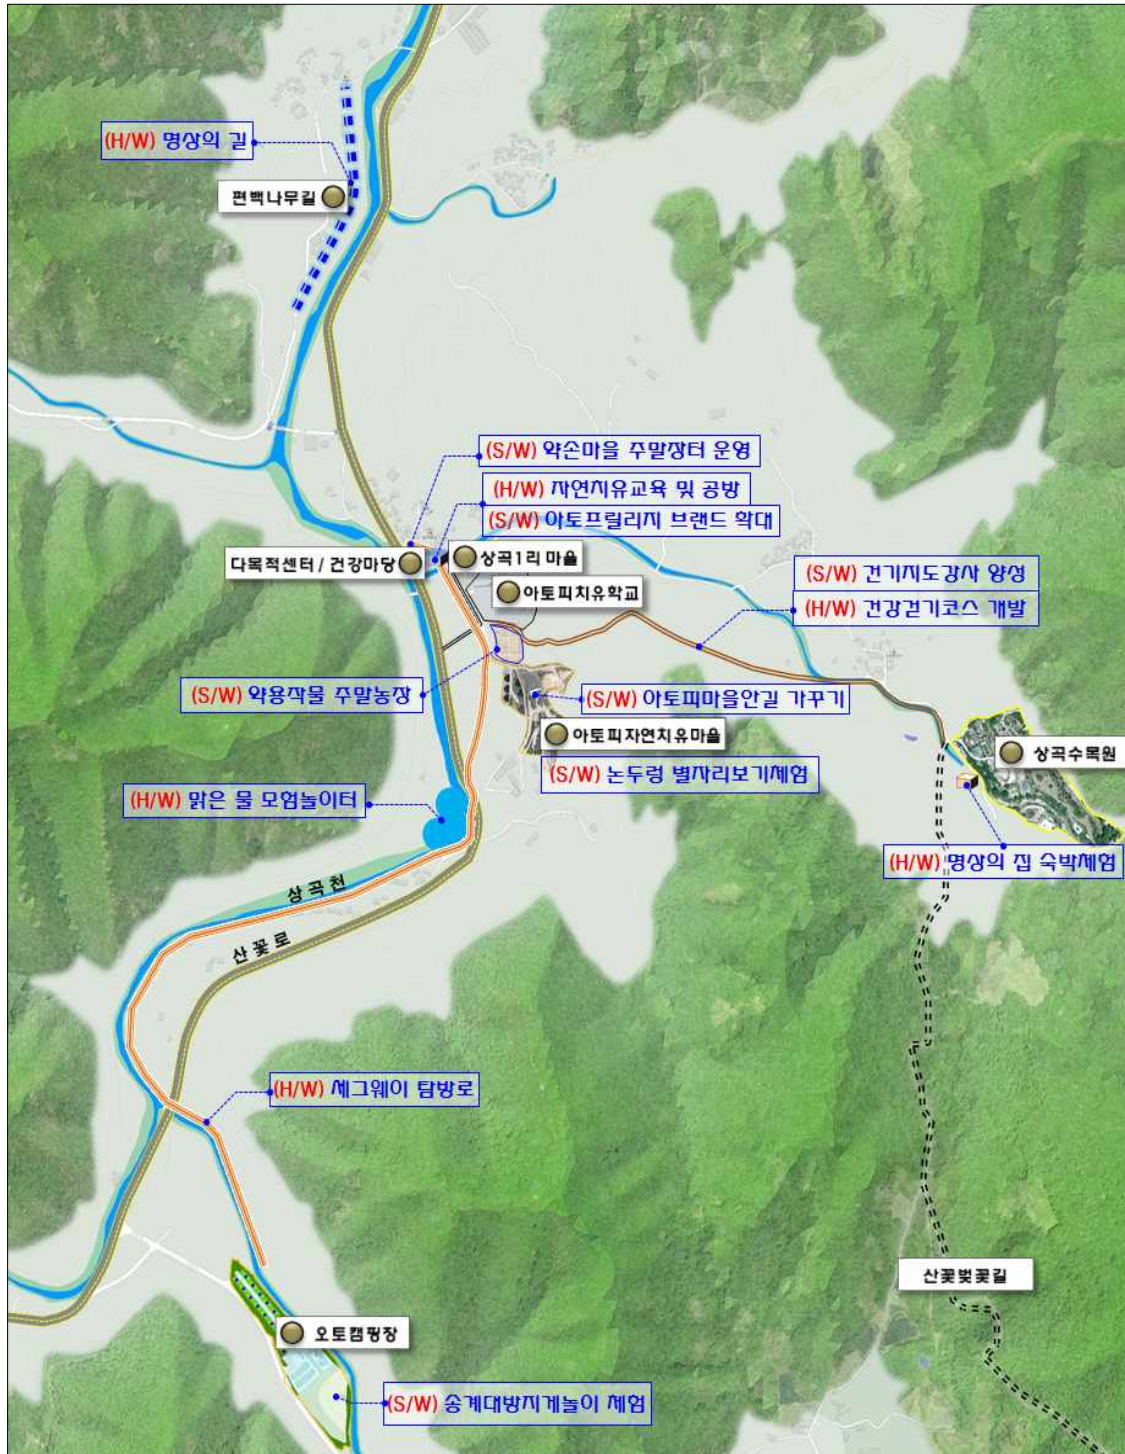 (H/W) 명상의 길
편백나무길
(S/W) 약손마을 주말장터 운영
(H/W) 자연치유교육 및 공방
(S/W) 아토프릴리지 브랜드 확대
다목적센터 / 건강마당
상곡1리 마을
아토피치유학교
(S/W) 걷기지도강사 양성
(H/W) 건강걷기코스 개발
(S/W) 약용작물 주말농장
(S/W) 아토피마을안길 가꾸기
아토피자연치유마을
(S/W) 논두렁 별자리보기체험
상곡수목원
(H/W) 맑은 물 모험놀이터
(H/W) 명상의 집 숙박체험
상곡천
산꽃로
(H/W) 세그웨이 탐방로
산꽃벚꽃길
오토캠핑장
(S/W) 송계대방지게놀이 체험